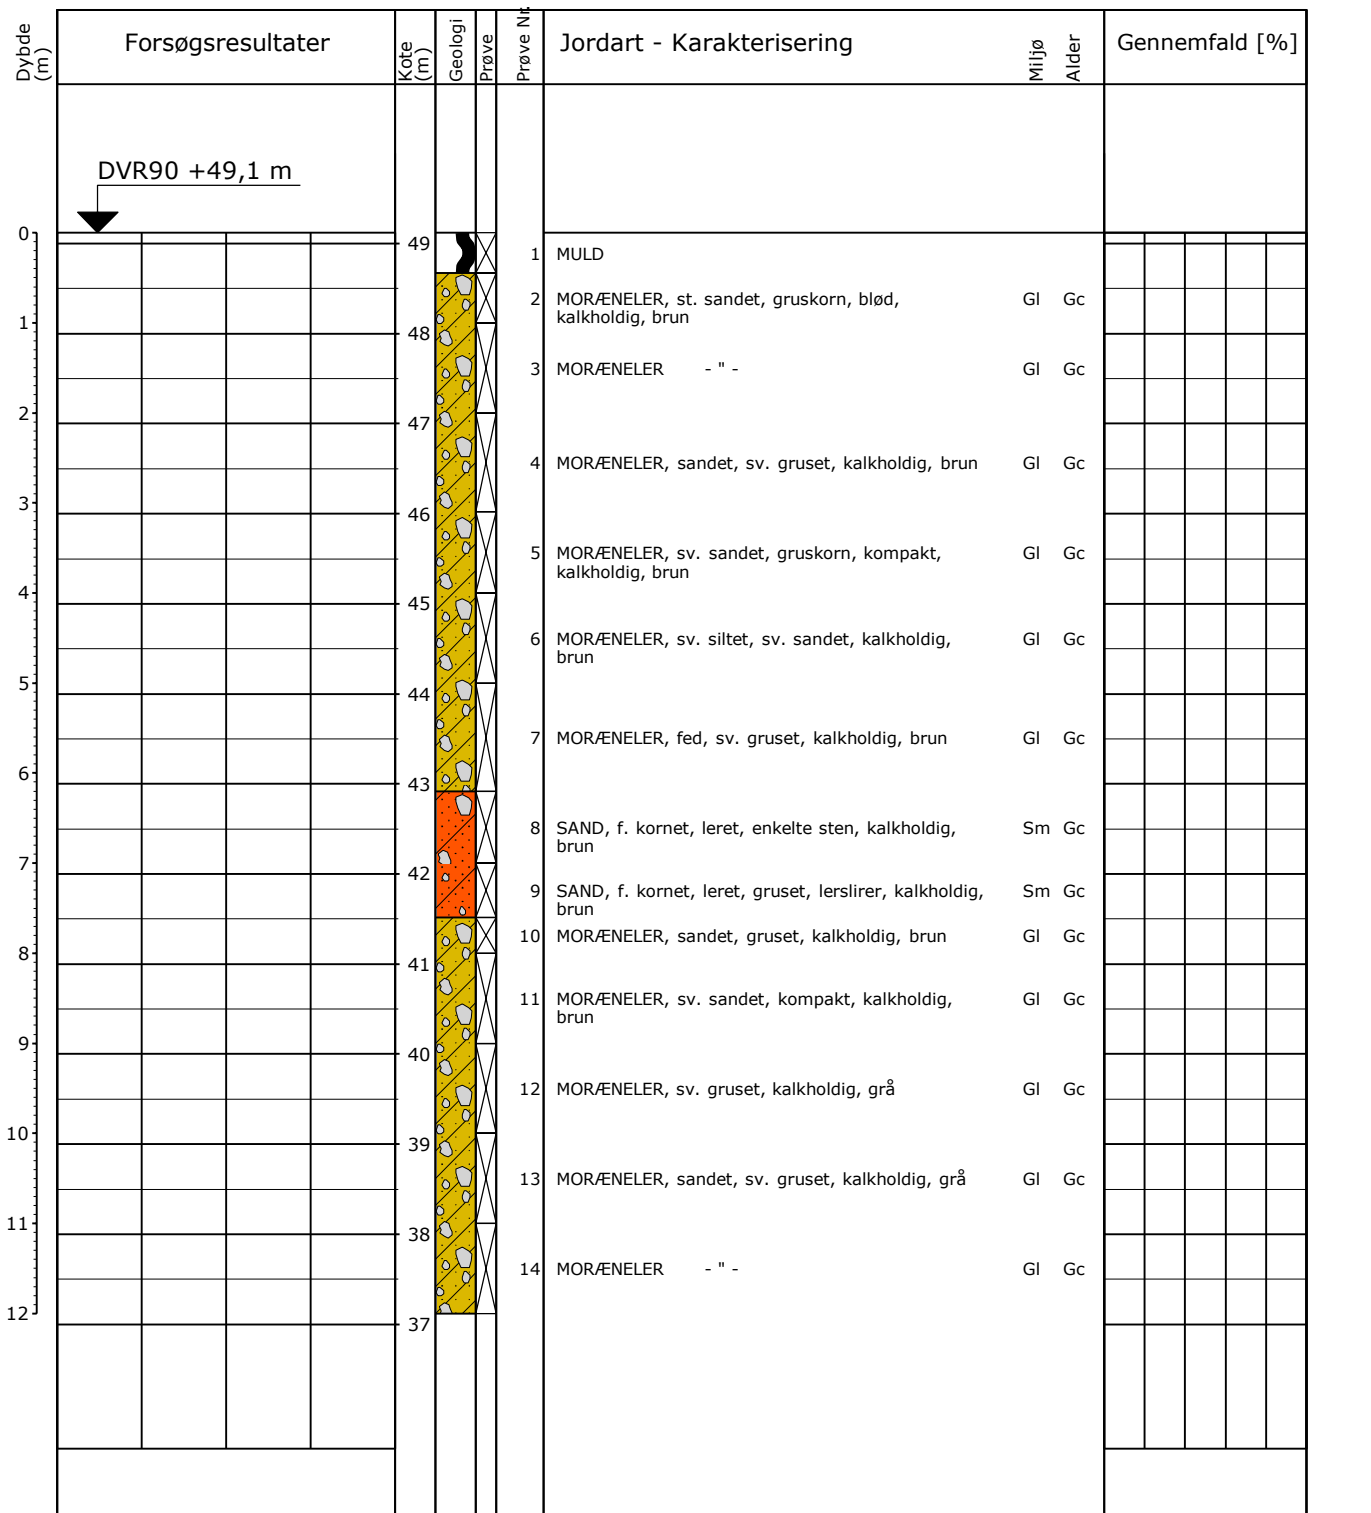 Dybde (m)
Forsøgsresultater
Kote (m)
Geologi
Prøve
Prøve Nr.
Jordart - Karakterisering
Miljø
Alder
Gennemfald [%]
DVR90 +49,1 m
0
49
1 MULD
2 MORÆNELER, st. sandet, gruskorn, blød, Gl Gc
kalkholdig, brun
1
48
3 MORÆNELER - " - Gl Gc
2
47
4 MORÆNELER, sandet, sv. gruset, kalkholdig, brun Gl Gc
3
46
5 MORÆNELER, sv. sandet, gruskorn, kompakt, Gl Gc
kalkholdig, brun
4
45
6 MORÆNELER, sv. siltet, sv. sandet, kalkholdig, Gl Gc
brun
5
44
7 MORÆNELER, fed, sv. gruset, kalkholdig, brun Gl Gc
6
43
8 SAND, f. kornet, leret, enkelte sten, kalkholdig, Sm Gc
brun
7
42
9 SAND, f. kornet, leret, gruset, lerslirer, kalkholdig, Sm Gc
brun
10 MORÆNELER, sandet, gruset, kalkholdig, brun Gl Gc
8
41
11 MORÆNELER, sv. sandet, kompakt, kalkholdig, Gl Gc
brun
9
40
12 MORÆNELER, sv. gruset, kalkholdig, grå Gl Gc
10
39
13 MORÆNELER, sandet, sv. gruset, kalkholdig, grå Gl Gc
11
38
14 MORÆNELER - " - Gl Gc
12
37